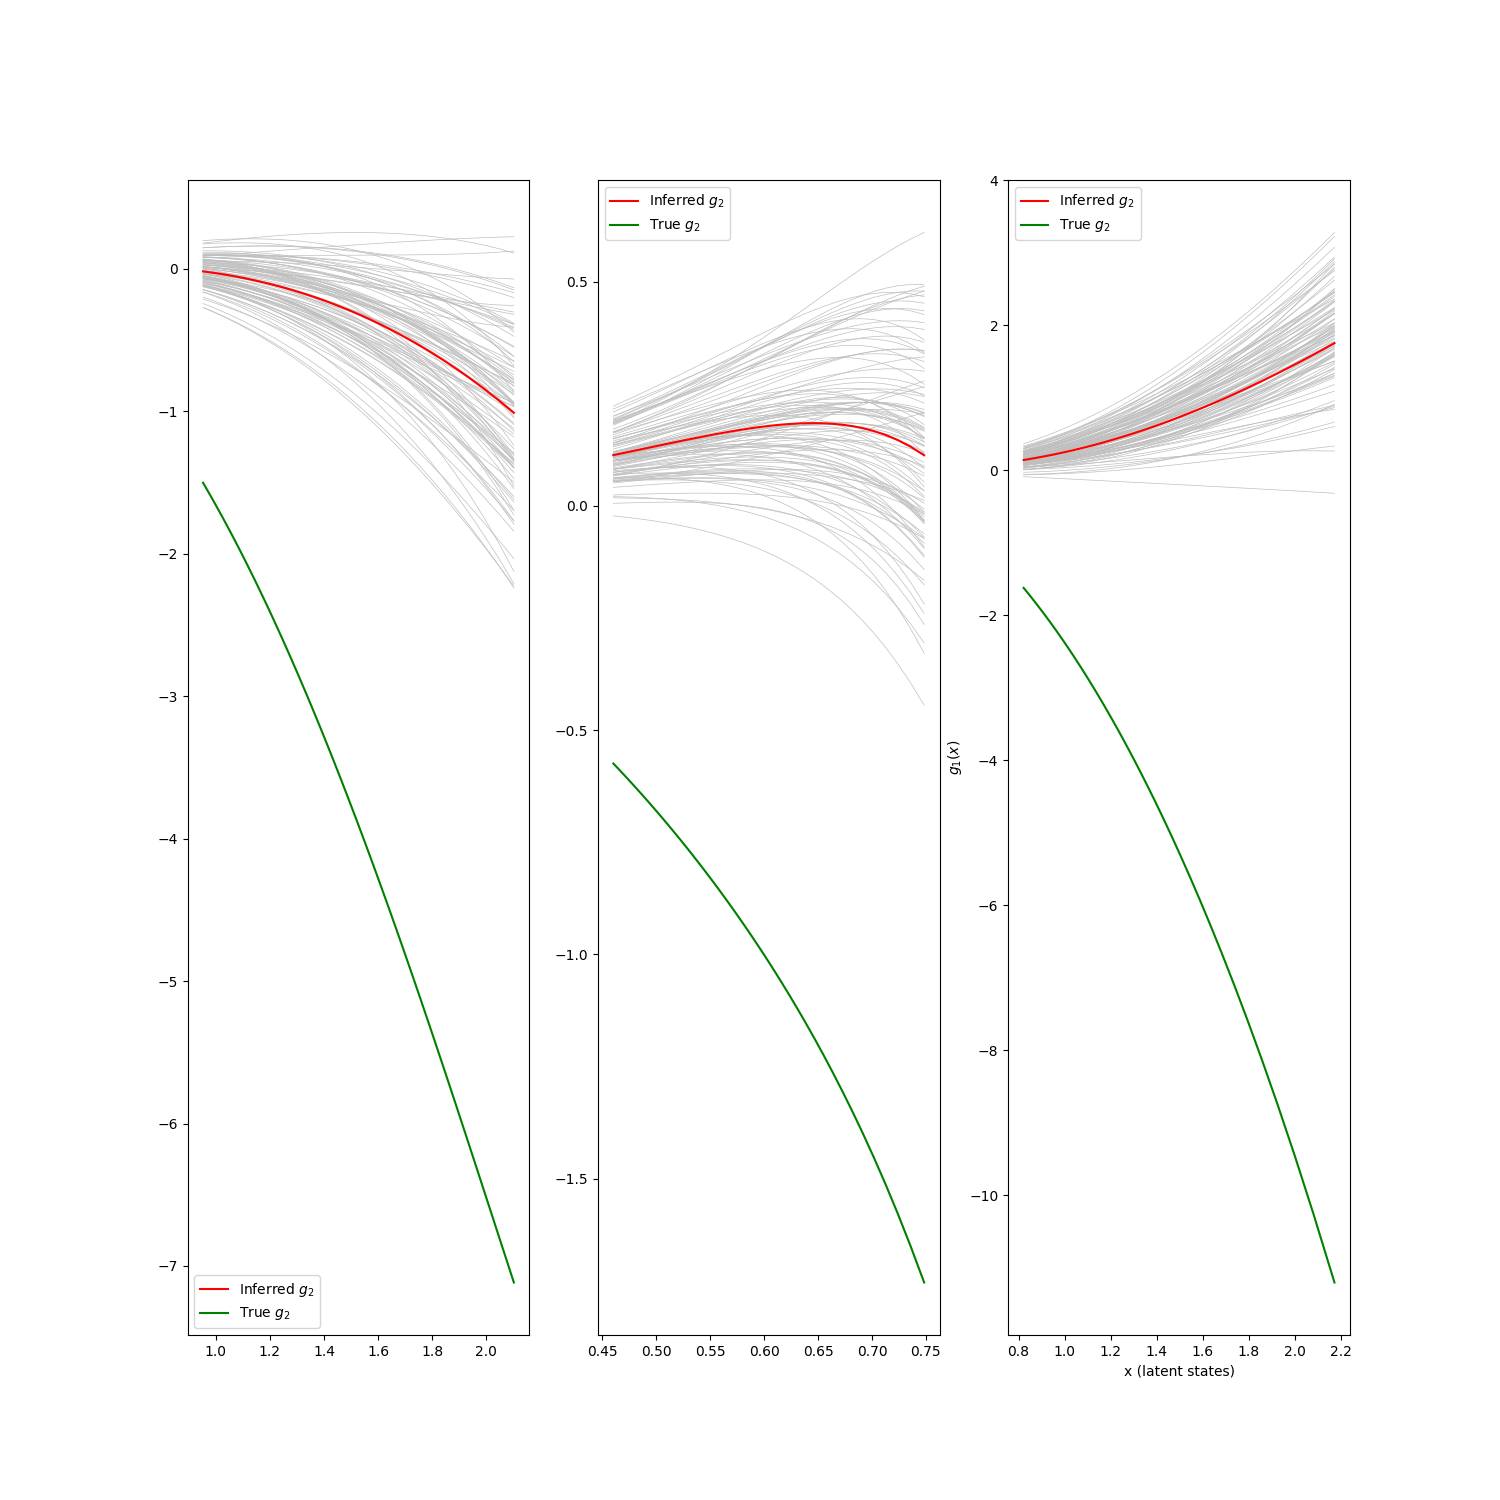 0
−1
−2
−3
−4
−5
−6
−7
1.0 1.2 1.4 1.6 1.8 2.0
Inferred g₂
True g₂
Inferred g₂
True g₂
0.5
0.0
−0.5
−1.0
−1.5
0.45 0.50 0.55 0.60 0.65 0.70 0.75
g₁(x)
Inferred g₂
True g₂
4
2
0
−2
−4
−6
−8
−10
0.8 1.0 1.2 1.4 1.6 1.8 2.0 2.2
x (latent states)